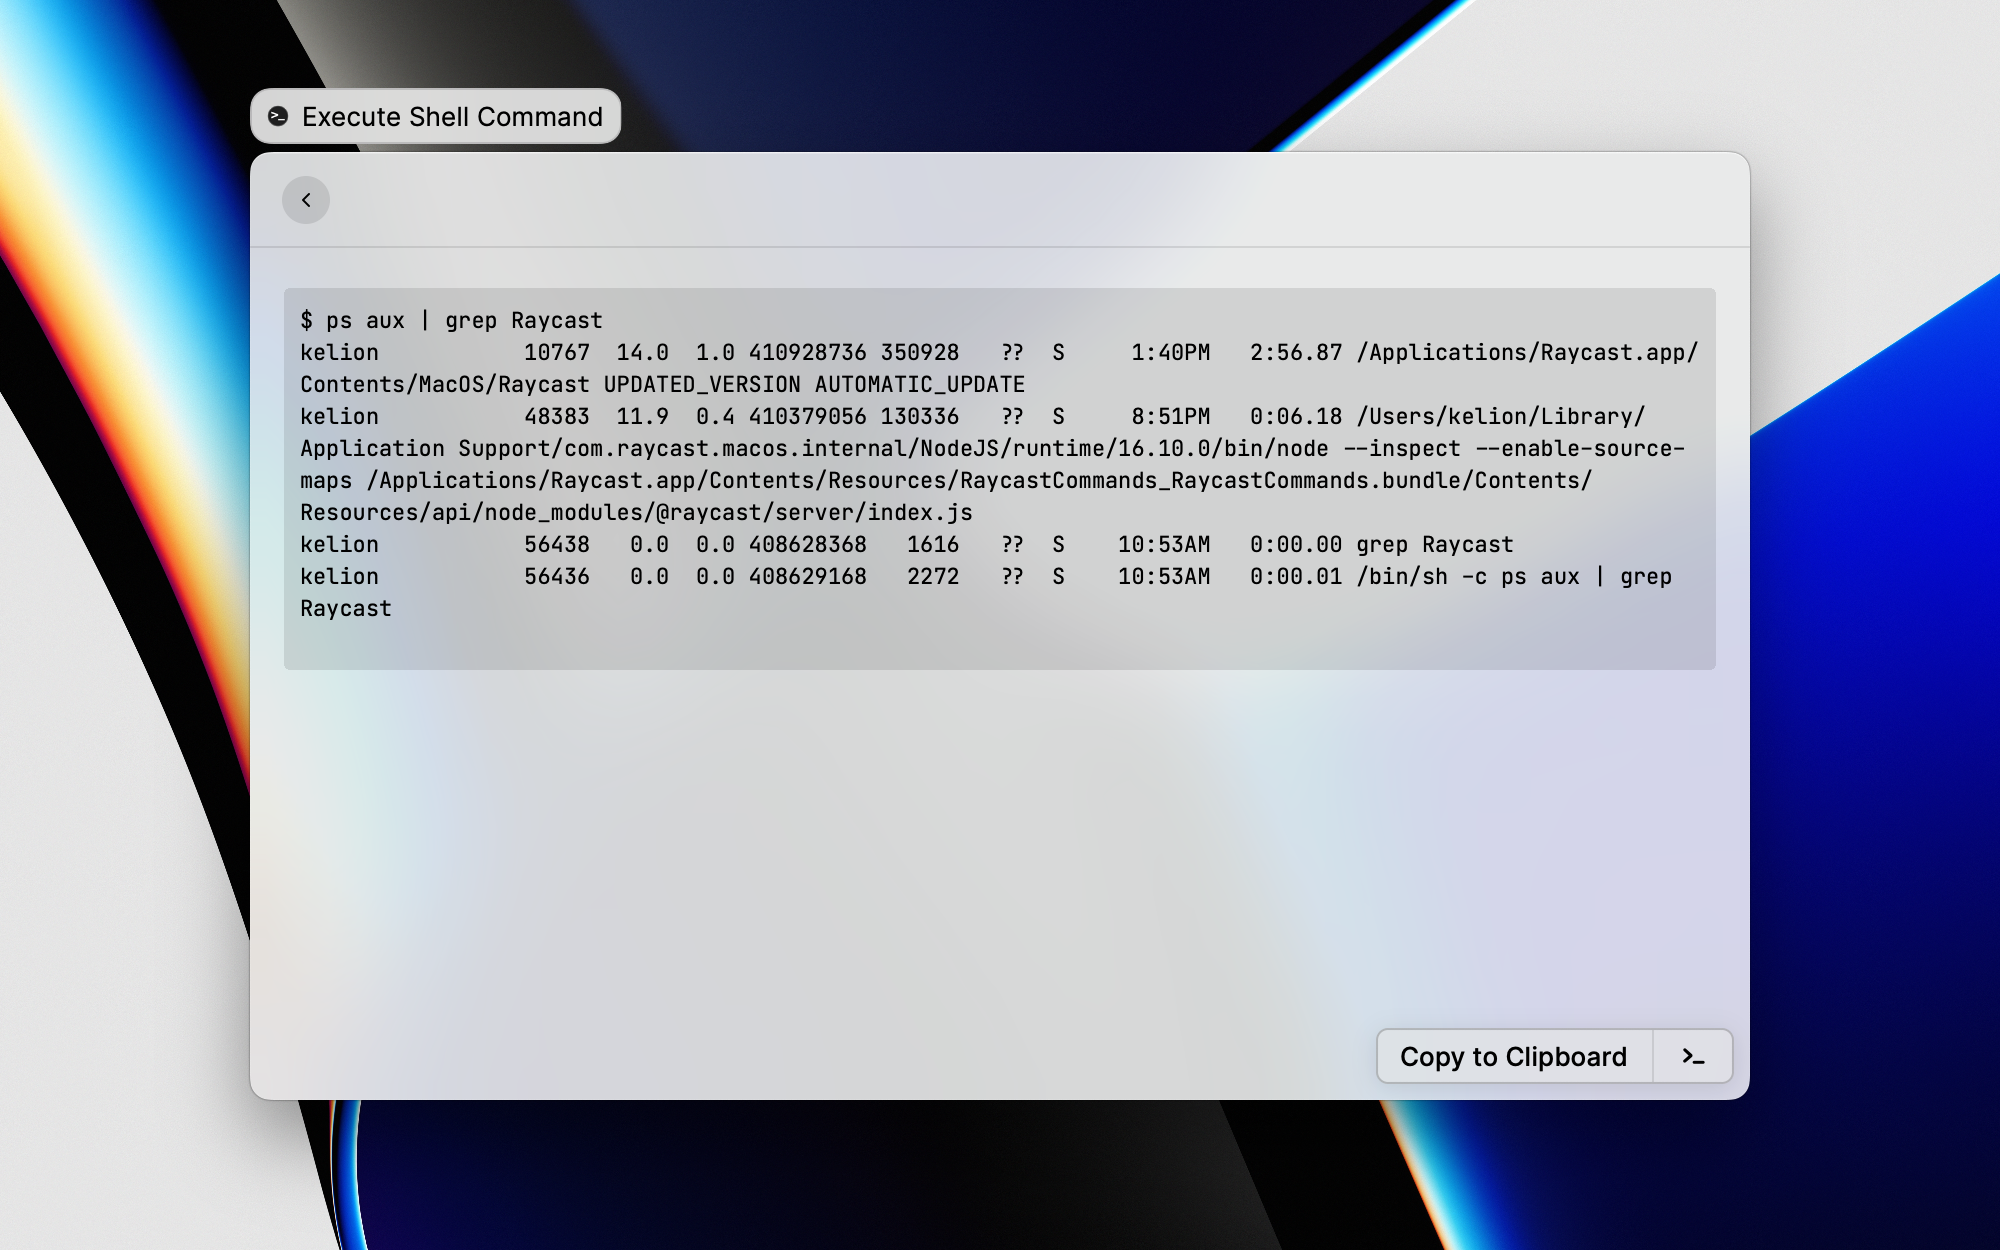 Execute Shell Command
$ ps aux | grep Raycast
kelion           10767  14.0  1.0 410928736 350928   ??  S     1:40PM   2:56.87 /Applications/Raycast.app/
Contents/MacOS/Raycast UPDATED_VERSION AUTOMATIC_UPDATE
kelion           48383  11.9  0.4 410379056 130336   ??  S     8:51PM   0:06.18 /Users/kelion/Library/
Application Support/com.raycast.macos.internal/NodeJS/runtime/16.10.0/bin/node --inspect --enable-source-
maps /Applications/Raycast.app/Contents/Resources/RaycastCommands_RaycastCommands.bundle/Contents/
Resources/api/node_modules/@raycast/server/index.js
kelion           56438   0.0  0.0 408628368   1616   ??  S    10:53AM   0:00.00 grep Raycast
kelion           56436   0.0  0.0 408629168   2272   ??  S    10:53AM   0:00.01 /bin/sh -c ps aux | grep
Raycast
Copy to Clipboard